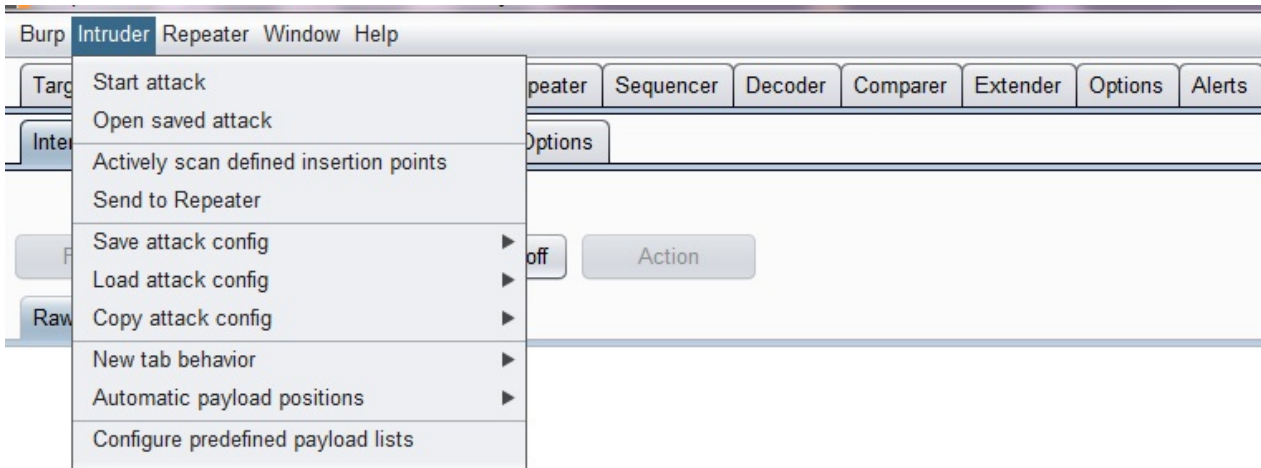 Burp Intruder Repeater Window Help
Targ peater Sequencer Decoder Comparer Extender Options Alerts
Start attack
Open saved attack
Inter Options
Actively scan defined insertion points
Send to Repeater
Save attack config
F off Action
Load attack config
Raw Copy attack config
New tab behavior
Automatic payload positions
Configure predefined payload lists